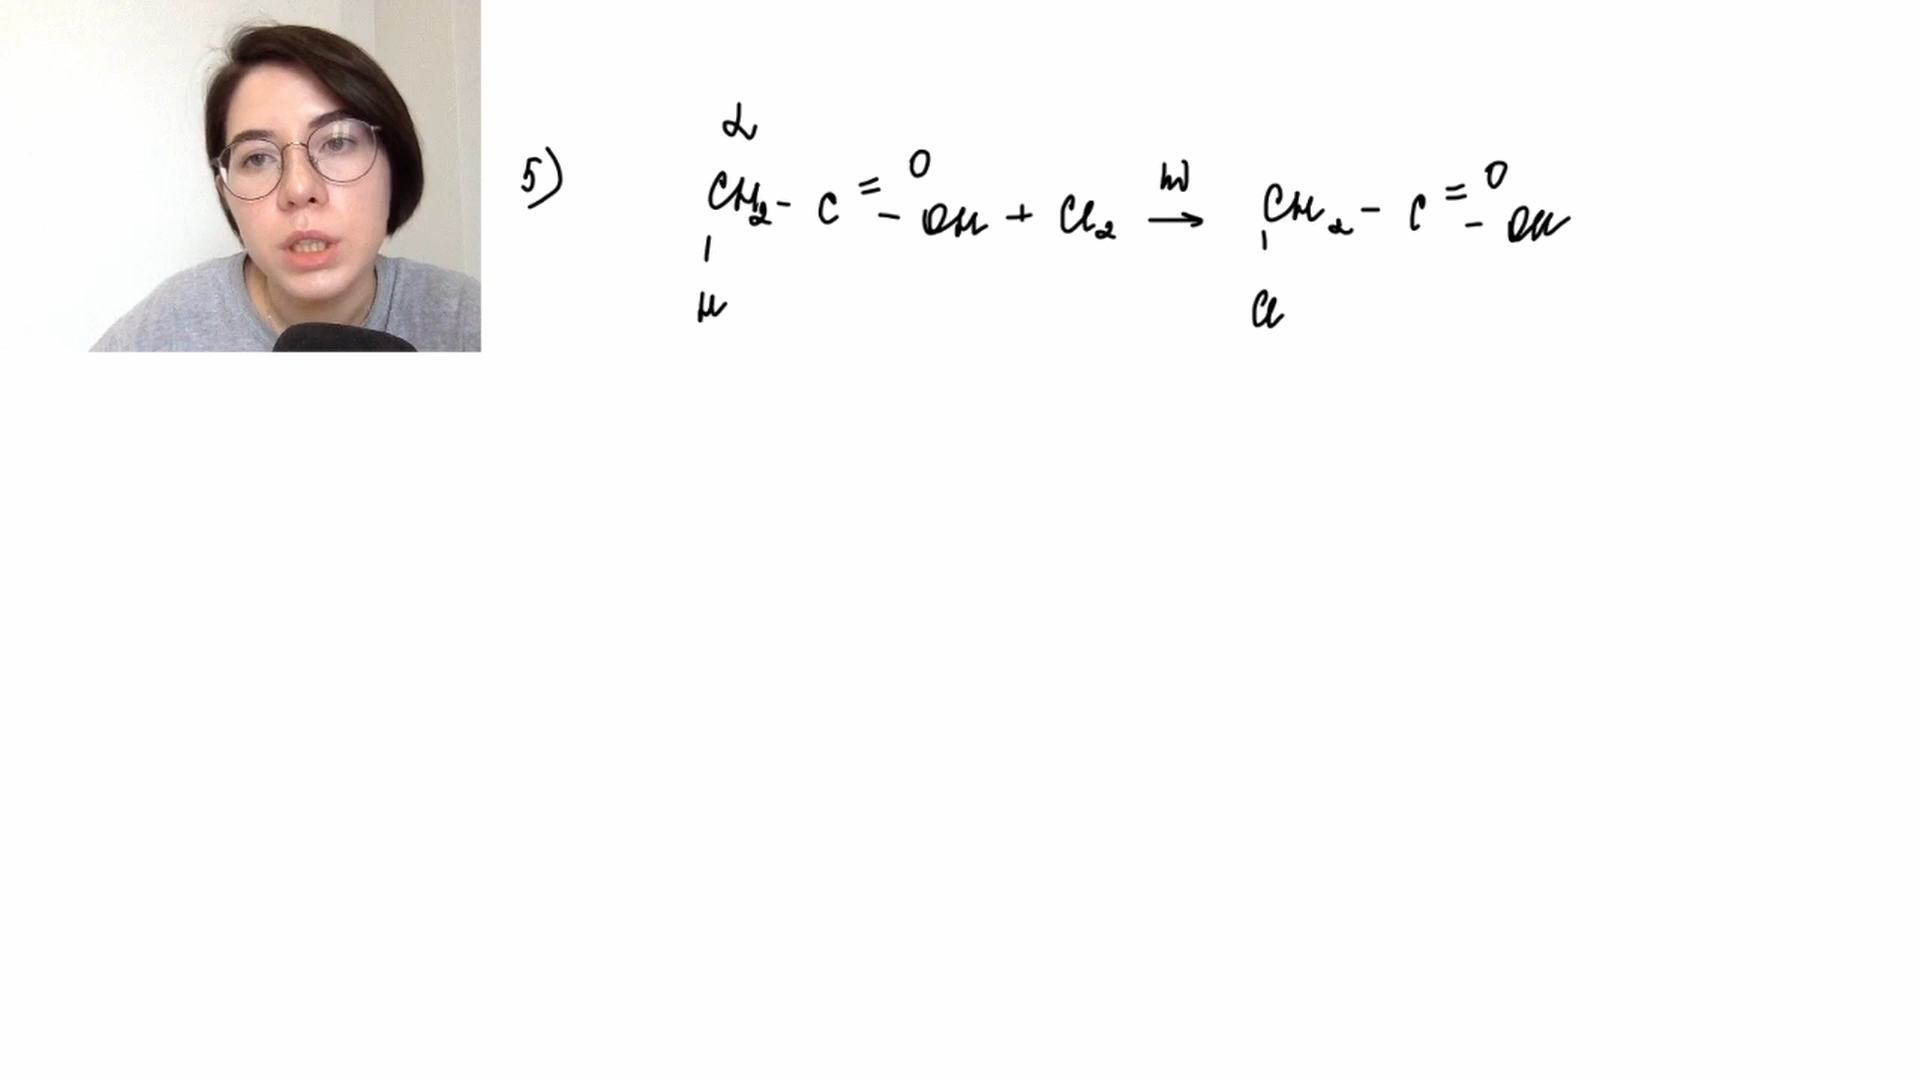 α
5) CH₂ - C = O - OH + Cl₂ hν → CH₂ - C = O - OH
H Cl